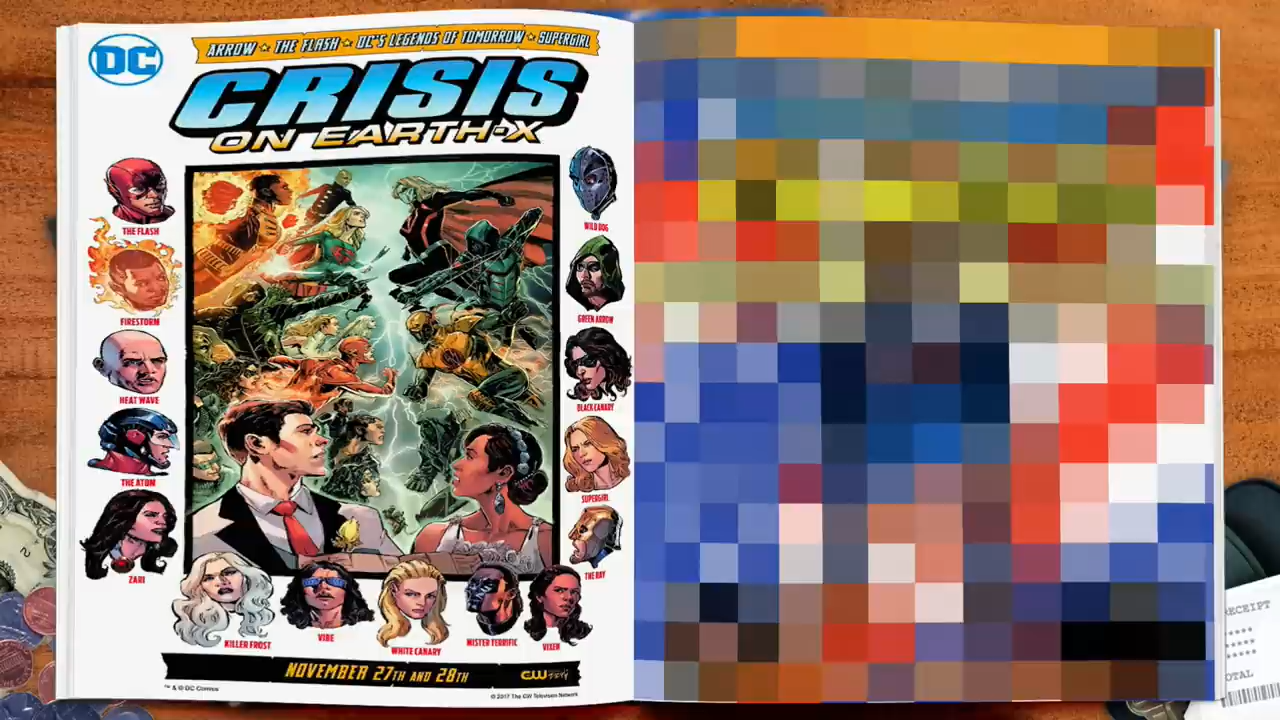 DC
ARROW ★ THE FLASH ★ DC'S LEGENDS OF TOMORROW ★ SUPERGIRL
CRISIS
ON EARTH-X
THE FLASH
FIRESTORM
HEAT WAVE
THE ATOM
ZARI
WILD DOG
GREEN ARROW
BLACK CANARY
SUPERGIRL
THE RAY
KILLER FROST
VIBE
WHITE CANARY
MISTER TERRIFIC
VIXEN
NOVEMBER 27TH AND 28TH
CW
™ & © DC Comics
© 2017 The CW Television Network
RECEIPT
OTAL